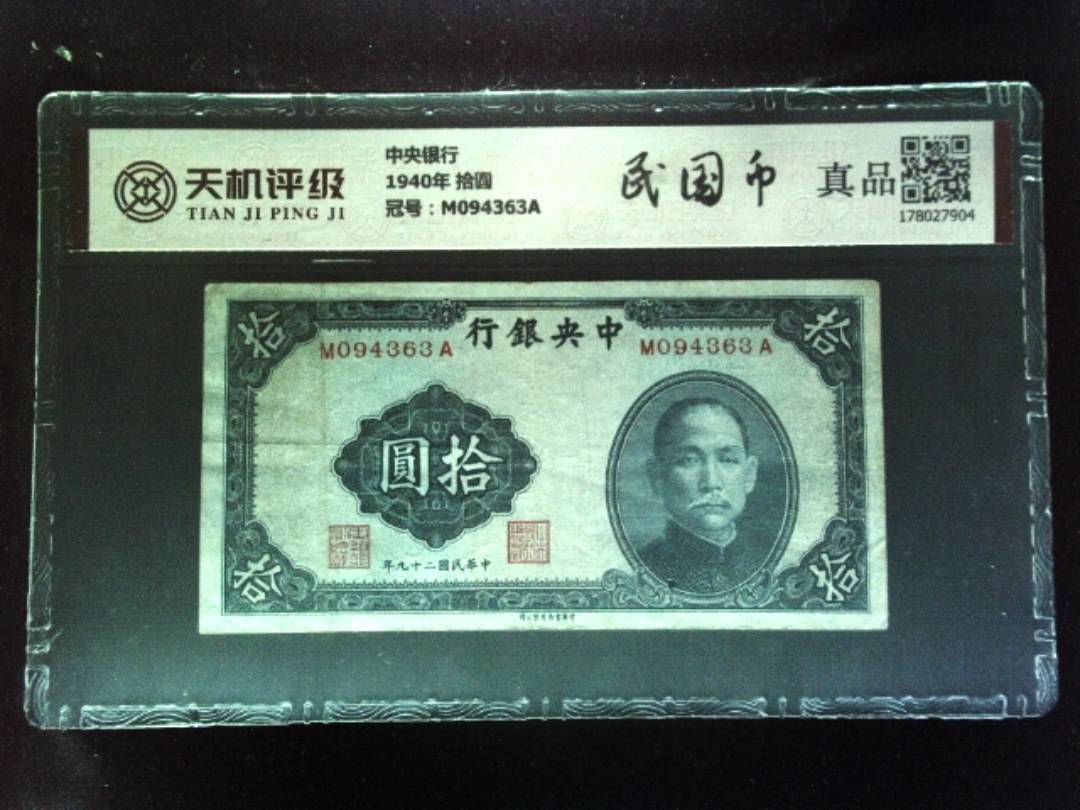 天机评级
TIAN JI PING JI
中央银行
1940年 拾圆
冠号：M094363A
民国币
真品
178027904
拾
中央銀行
拾
M094363A
M094363A
拾圓
中華民國二十九年
拾
拾